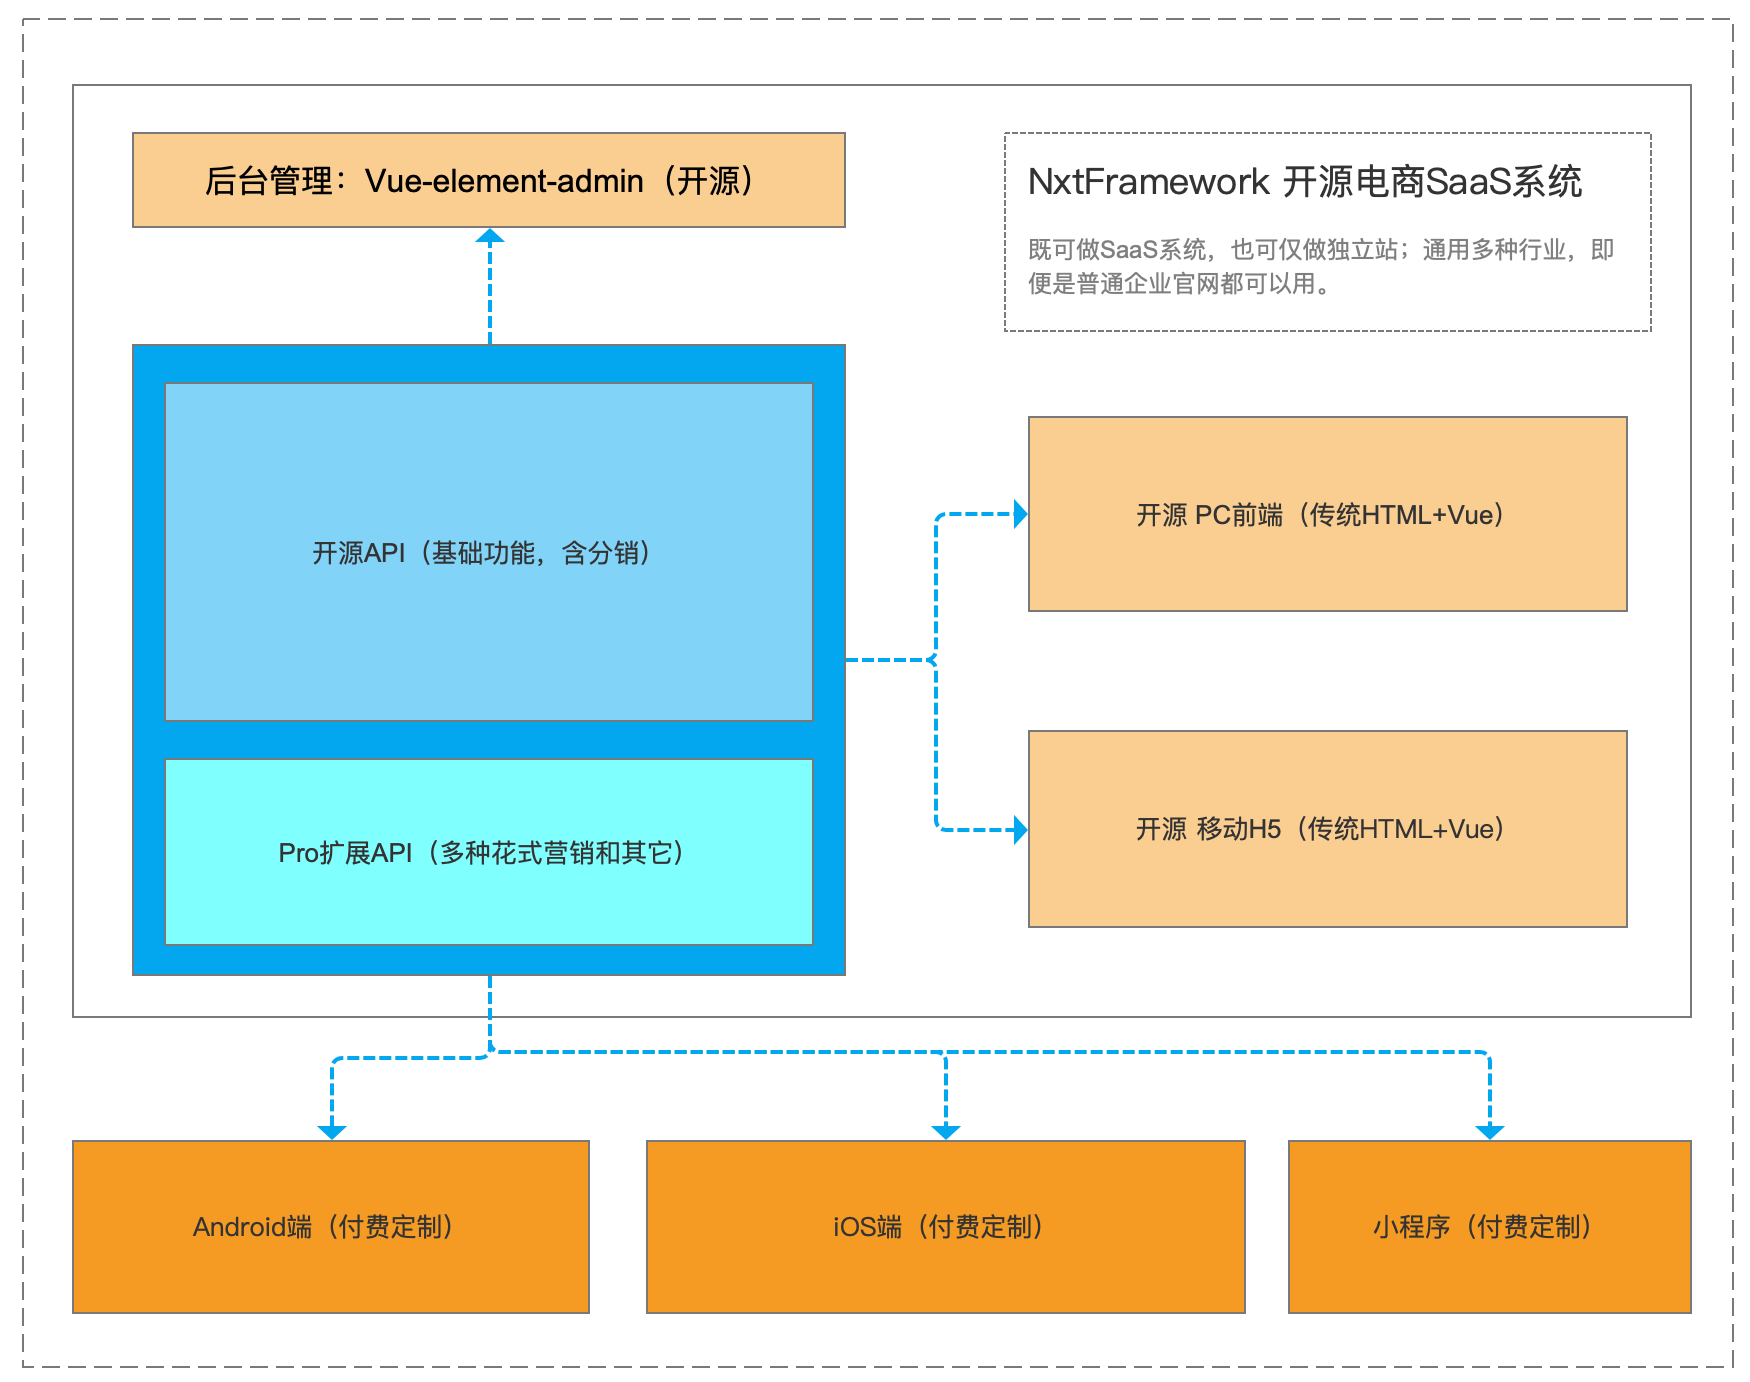 后台管理：Vue-element-admin（开源）
NxtFramework 开源电商SaaS系统
既可做SaaS系统，也可仅做独立站；通用多种行业，即
便是普通企业官网都可以用。
开源API（基础功能，含分销）
开源 PC前端（传统HTML+Vue）
Pro扩展API（多种花式营销和其它）
开源 移动H5（传统HTML+Vue）
Android端（付费定制）
iOS端（付费定制）
小程序（付费定制）